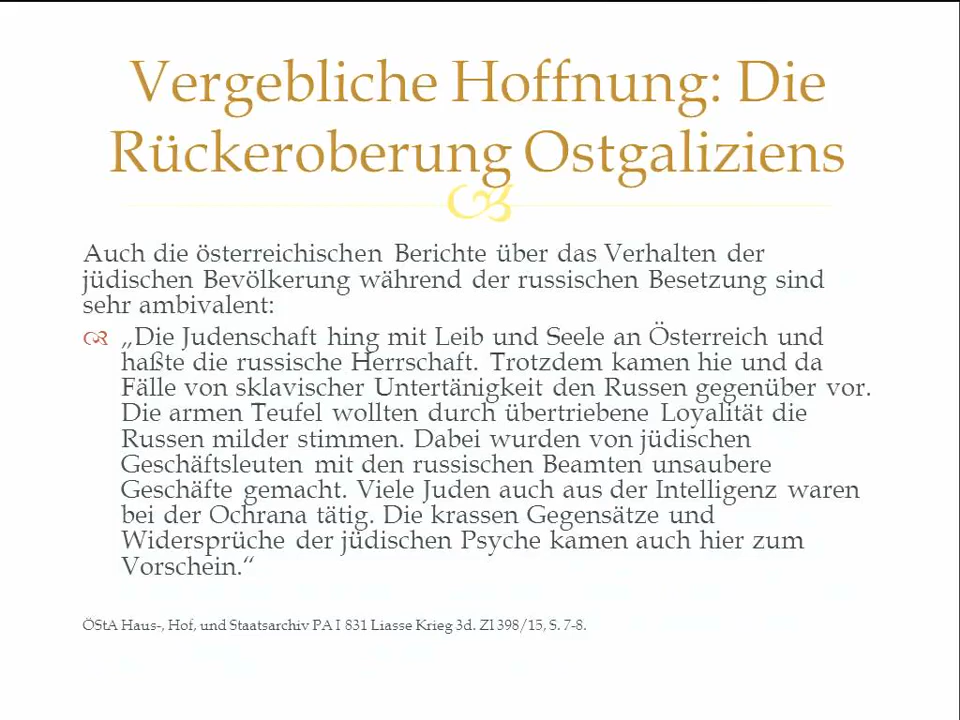 Vergebliche Hoffnung: Die
Rückeroberung Ostgaliziens
Auch die österreichischen Berichte über das Verhalten der
jüdischen Bevölkerung während der russischen Besetzung sind
sehr ambivalent:
„Die Judenschaft hing mit Leib und Seele an Österreich und
haßte die russische Herrschaft. Trotzdem kamen hie und da
Fälle von sklavischer Untertänigkeit den Russen gegenüber vor.
Die armen Teufel wollten durch übertriebene Loyalität die
Russen milder stimmen. Dabei wurden von jüdischen
Geschäftsleuten mit den russischen Beamten unsaubere
Geschäfte gemacht. Viele Juden auch aus der Intelligenz waren
bei der Ochrana tätig. Die krassen Gegensätze und
Widersprüche der jüdischen Psyche kamen auch hier zum
Vorschein.“
ÖStA Haus-, Hof, und Staatsarchiv PA I 831 Liasse Krieg 3d. Zl 398/15, S. 7-8.